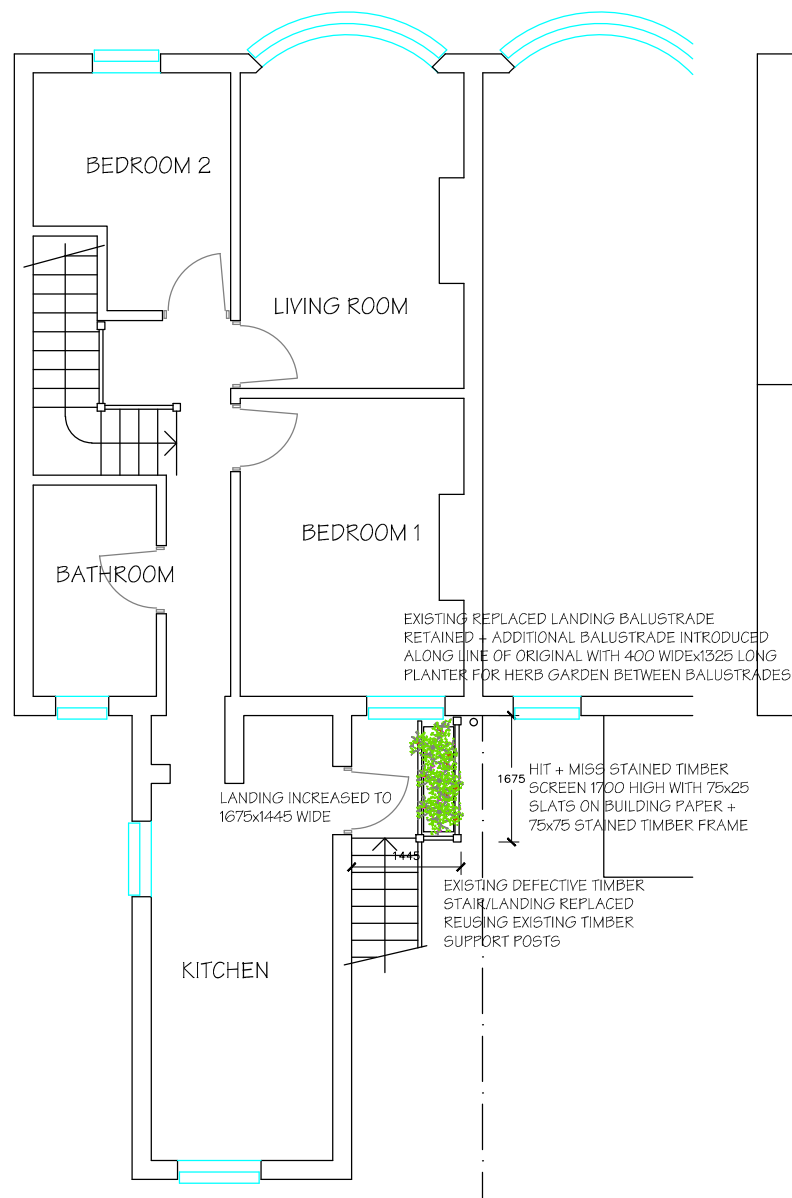 BEDROOM 2
LIVING ROOM
BEDROOM 1
BATHROOM
EXISTING REPLACED LANDING BALUSTRADE
RETAINED + ADDITIONAL BALUSTRADE INTRODUCED
ALONG LINE OF ORIGINAL WITH 400 WIDEx1325 LONG
PLANTER FOR HERB GARDEN BETWEEN BALUSTRADES
1675
HIT + MISS STAINED TIMBER
SCREEN 1700 HIGH WITH 75x25
SLATS ON BUILDING PAPER +
75x75 STAINED TIMBER FRAME
LANDING INCREASED TO
1675x1445 WIDE
1445
EXISTING DEFECTIVE TIMBER
STAIR/LANDING REPLACED
REUSING EXISTING TIMBER
SUPPORT POSTS
KITCHEN